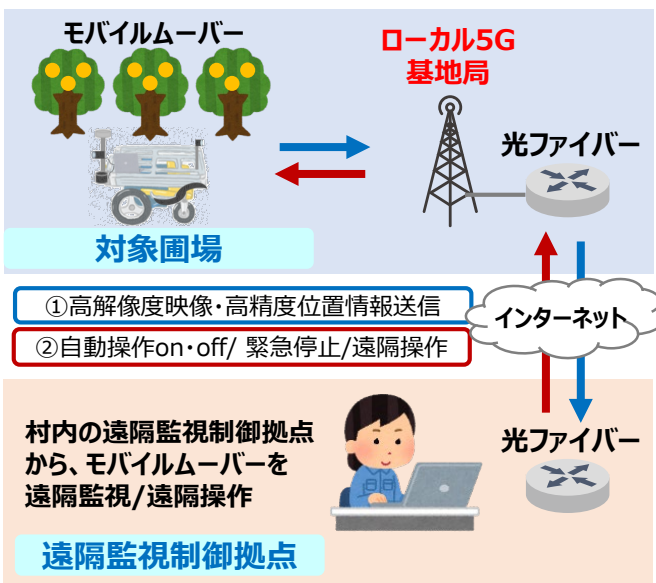 モバイルムーバー
ローカル5G
基地局
光ファイバー
対象圃場
①高解像度映像・高精度位置情報送信
②自動操作on・off/ 緊急停止/遠隔操作
インターネット
村内の遠隔監視制御拠点
から、モバイルムーバーを
遠隔監視/遠隔操作
光ファイバー
遠隔監視制御拠点